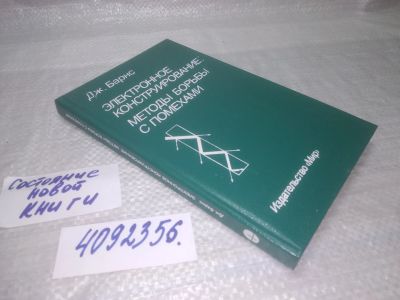 Дж. Барнс
ЭЛЕКТРОННОЕ
КОНСТРУИРОВАНИЕ:
МЕТОДЫ БОРЬБЫ
С ПОМЕХАМИ
Издательство «Мир»
Состояние
новой
книги
4092356.